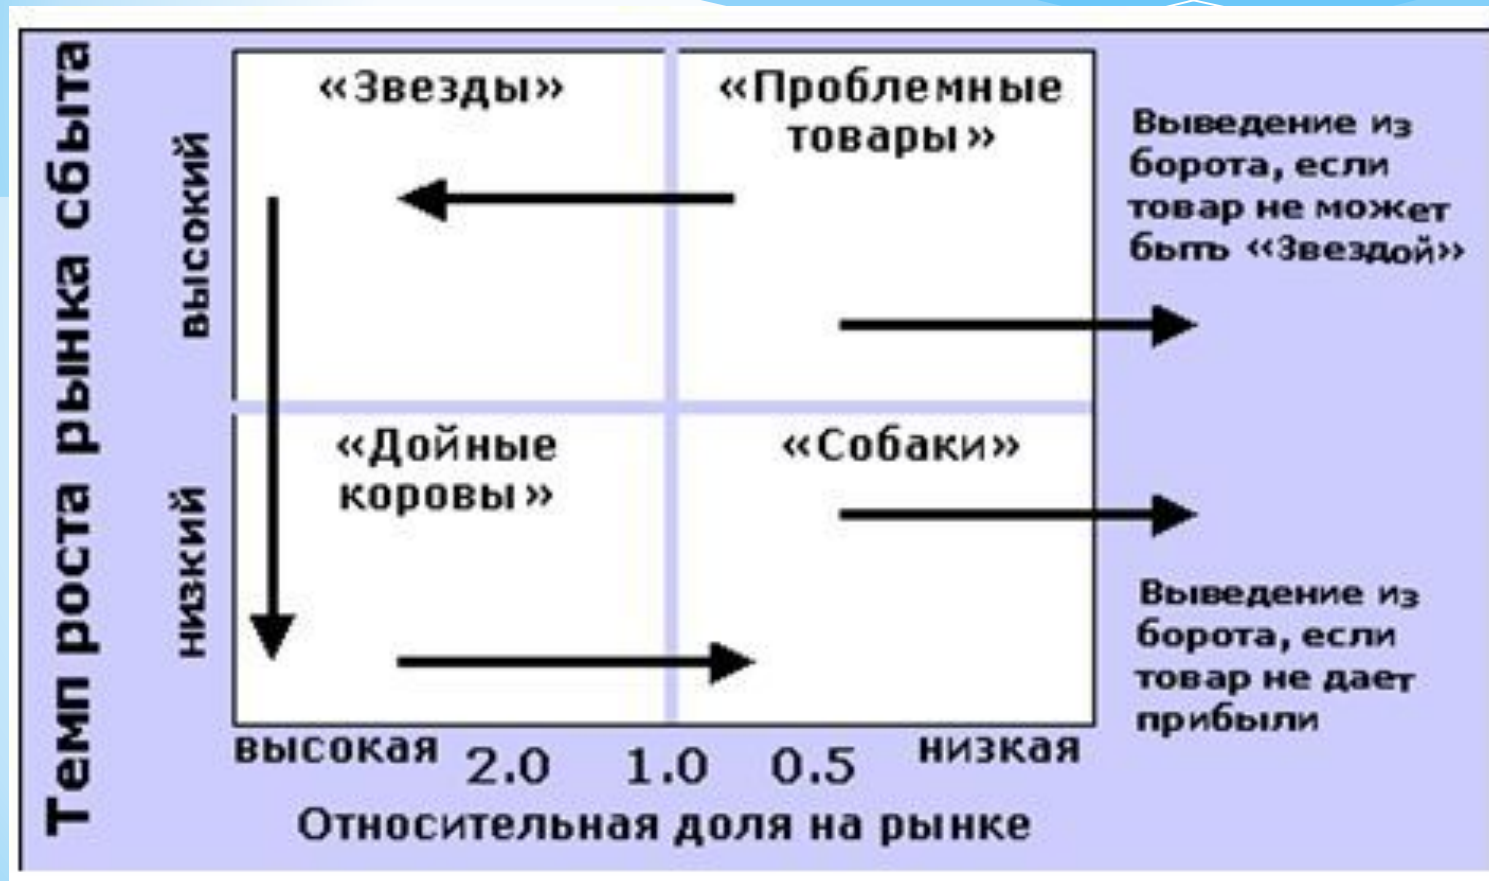 Темп роста рынка сбыта
высокий
низкий
«Звезды»
«Проблемные
товары»
Выведение из
борота, если
товар не может
быть «Звездой»
«Дойные
коровы»
«Собаки»
Выведение из
борота, если
товар не дает
прибыли
высокая 2.0 1.0 0.5 низкая
Относительная доля на рынке